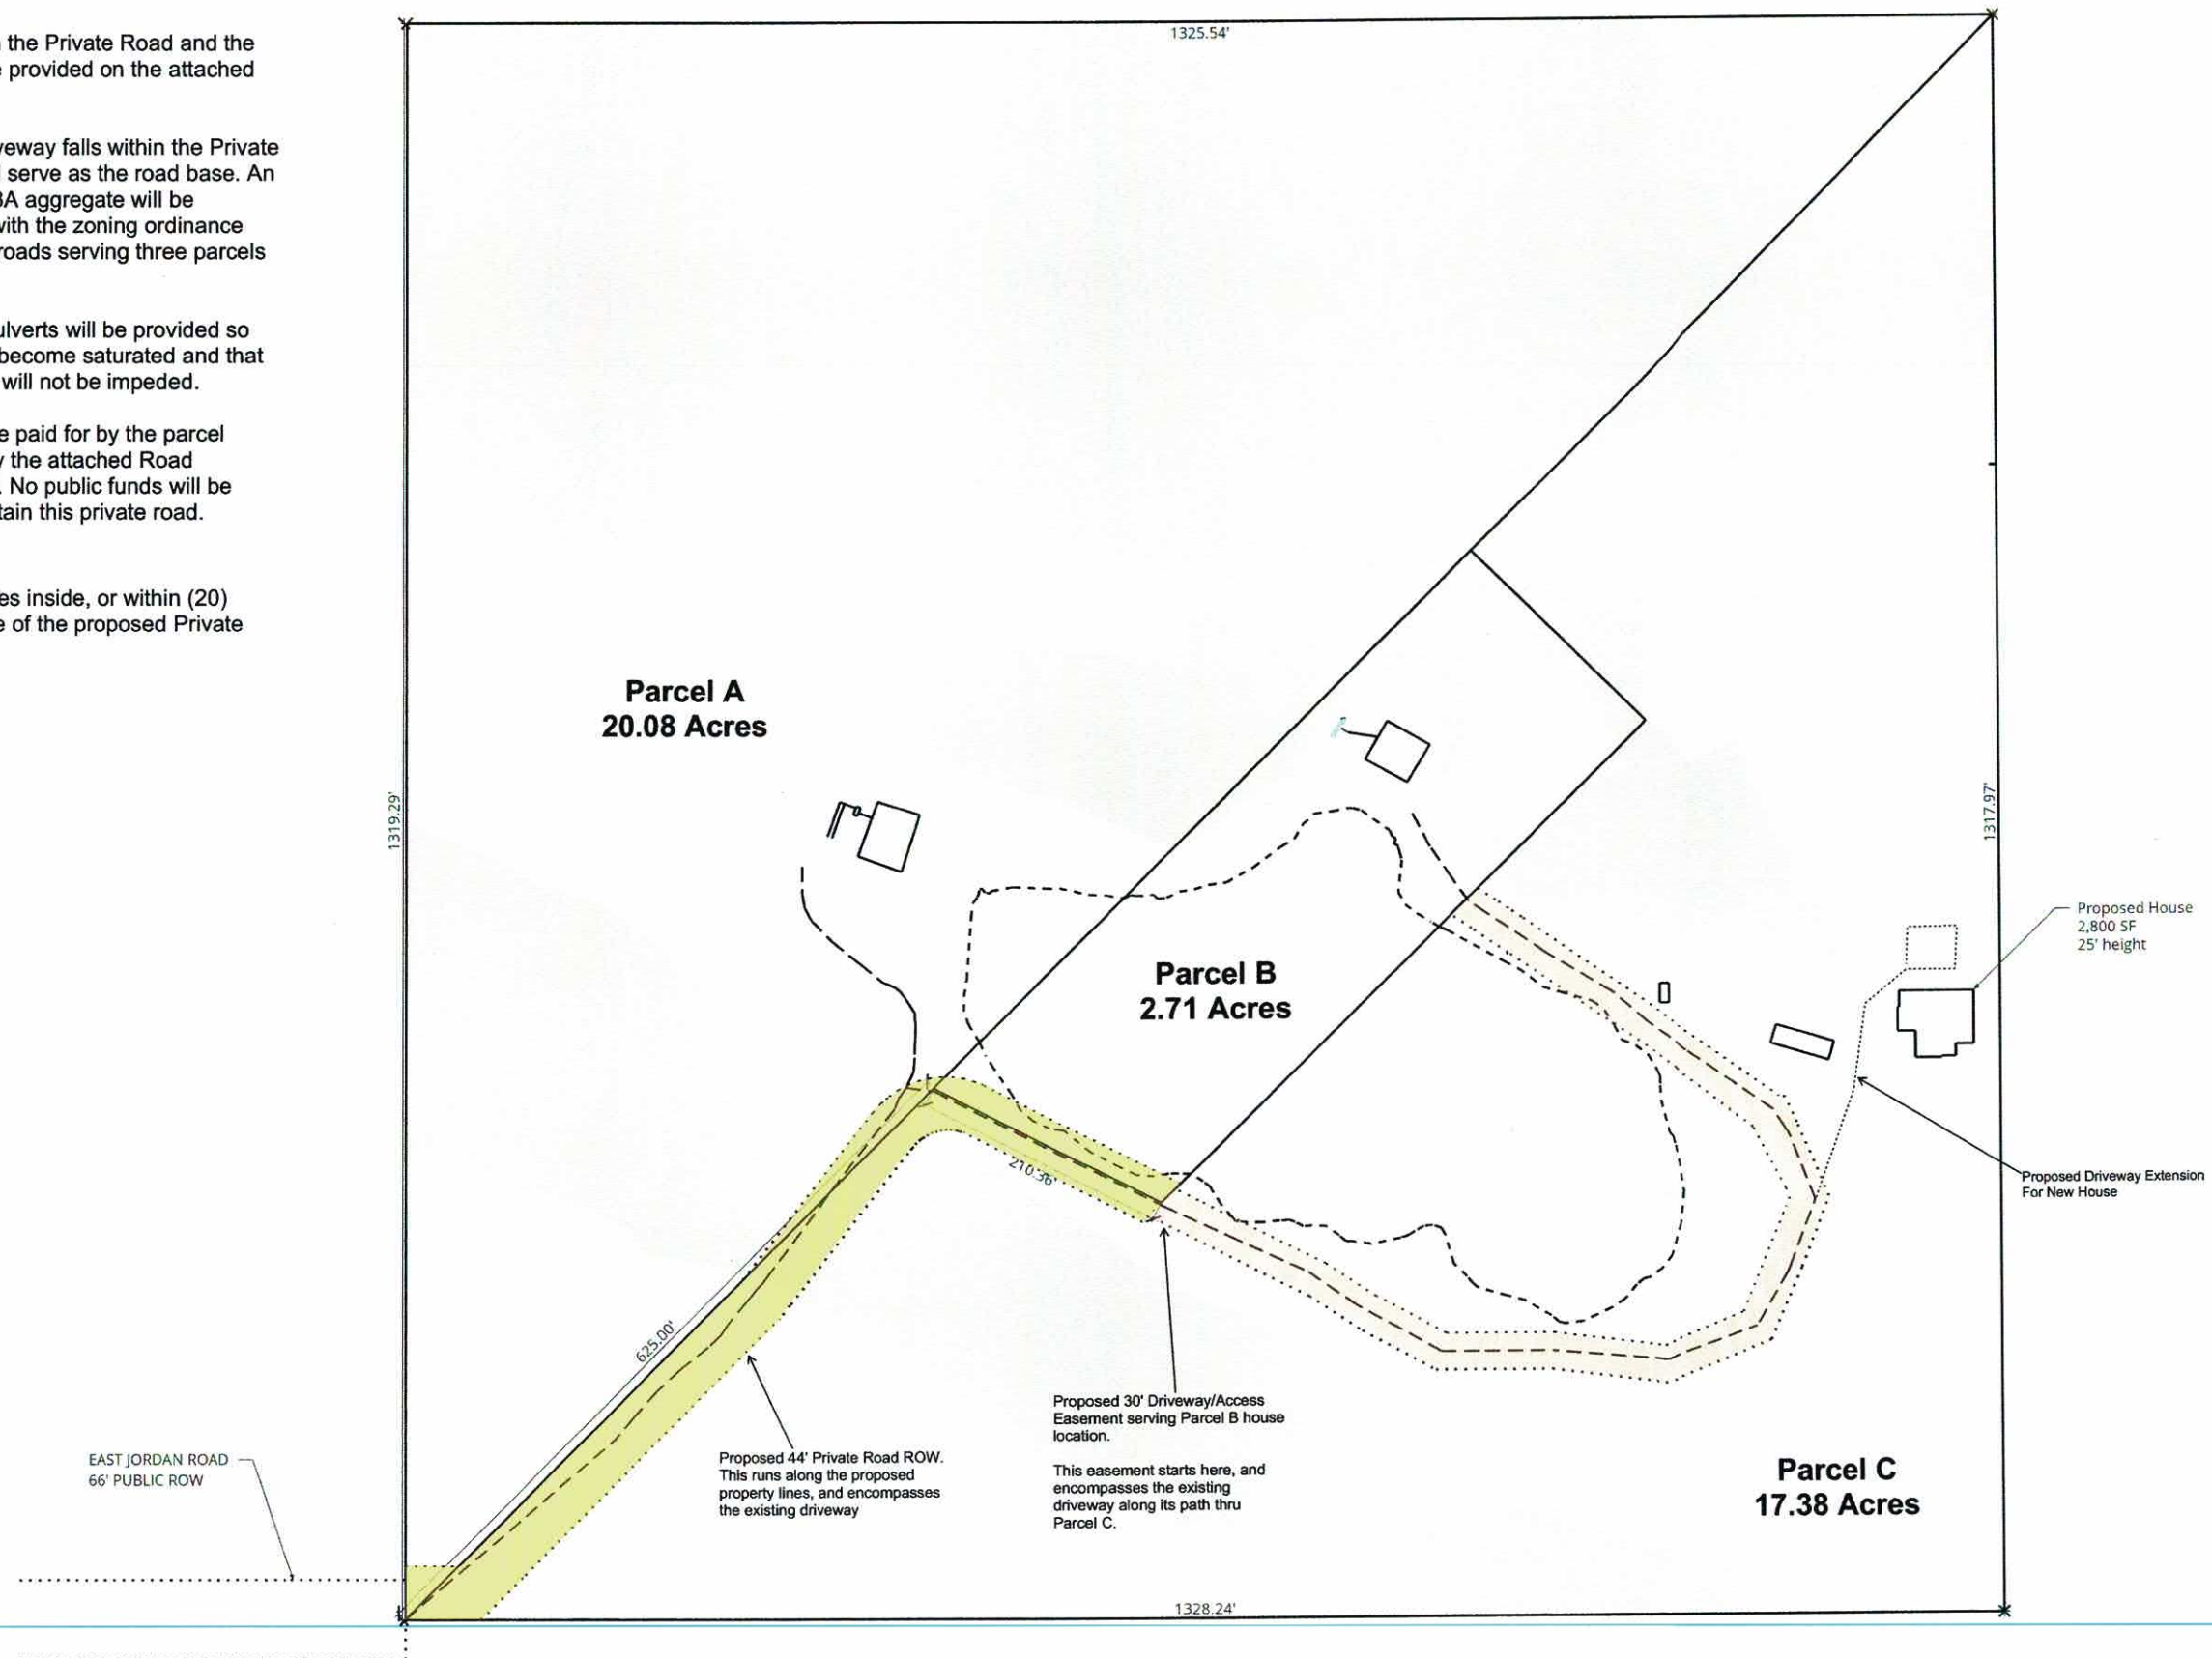 the Private Road and the
provided on the attached
veway falls within the Private
serve as the road base. An
3A aggregate will be
with the zoning ordinance
roads serving three parcels
ulverts will be provided so
become saturated and that
will not be impeded.
e paid for by the parcel
the attached Road
. No public funds will be
tain this private road.
es inside, or within (20)
e of the proposed Private
1325.54'
Parcel A
20.08 Acres
1319.29'
1317.97'
Proposed House
2,800 SF
25' height
Parcel B
2.71 Acres
210.36'
Proposed Driveway Extension
For New House
625.00'
Proposed 30' Driveway/Access
Easement serving Parcel B house
location.
This easement starts here, and
encompasses the existing
driveway along its path thru
Parcel C.
Proposed 44' Private Road ROW.
This runs along the proposed
property lines, and encompasses
the existing driveway
EAST JORDAN ROAD
66' PUBLIC ROW
Parcel C
17.38 Acres
1328.24'